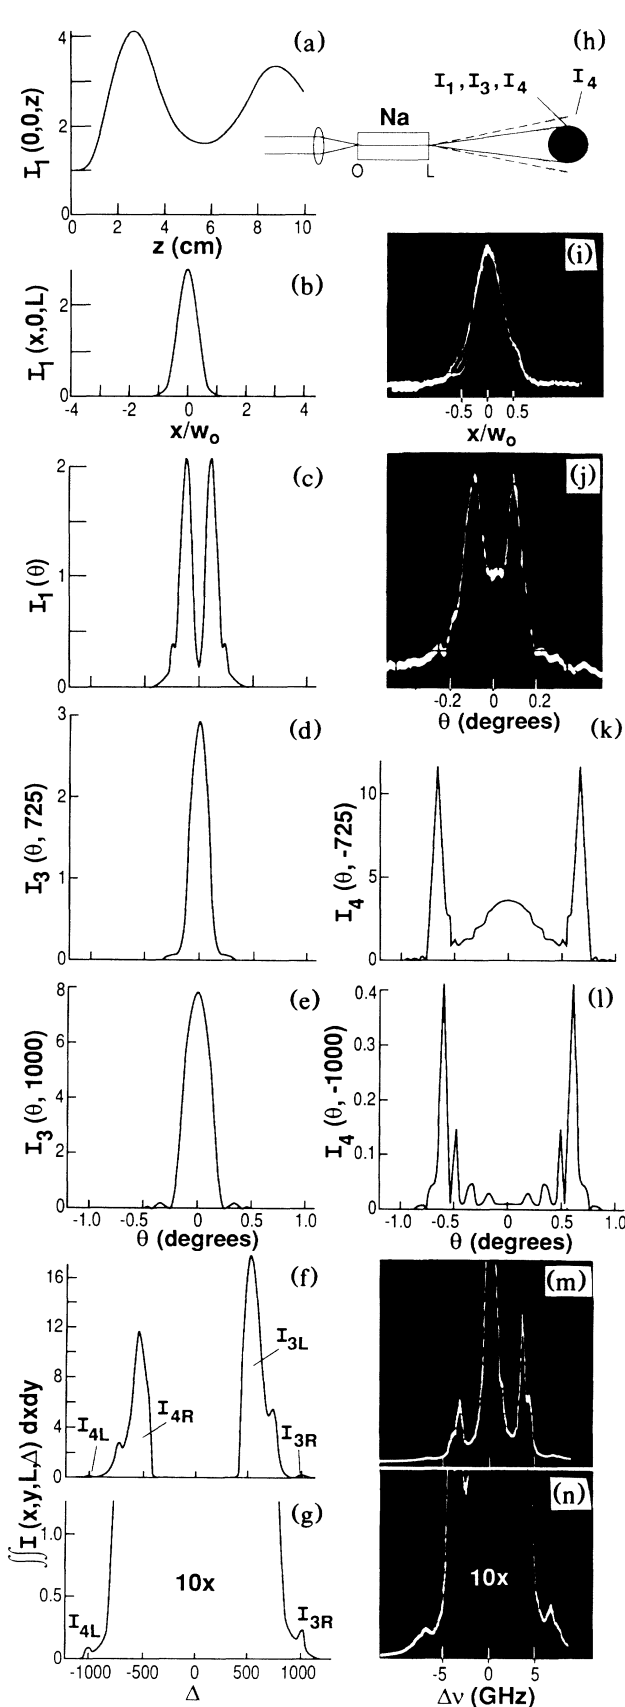 (a)
I₁ (0,0,z)
4
2
0
0 2 4 6 8 10
z (cm)
(h)
I₁ , I₃ , I₄
I₄
Na
O L
(b)
I₁ (x,0,L)
2
0
-4 -2 0 2 4
x/wₒ
(i)
-0.5 0 0.5
x/wₒ
(c)
I₁ (θ)
2
1
0
(j)
-0.2 0 0.2
θ (degrees)
(d)
I₃ (θ, 725)
3
2
1
0
(k)
I₄ (θ, -725)
10
5
0
(e)
I₃ (θ, 1000)
8
6
4
2
0
-1.0 -0.5 0 0.5 1.0
θ (degrees)
(l)
I₄ (θ, -1000)
0.4
0.3
0.2
0.1
0
-1.0 -0.5 0 0.5 1.0
θ (degrees)
(f)
∫∫ I (x,y,L,Δ) dxdy
16
12
8
4
0
I₃L
I₄R
I₄L
I₃R
(m)
(g)
1.0
0.5
0
10x
I₄L
I₃R
-1000 -500 0 500 1000
Δ
(n)
10x
-5 0 5
Δν (GHz)